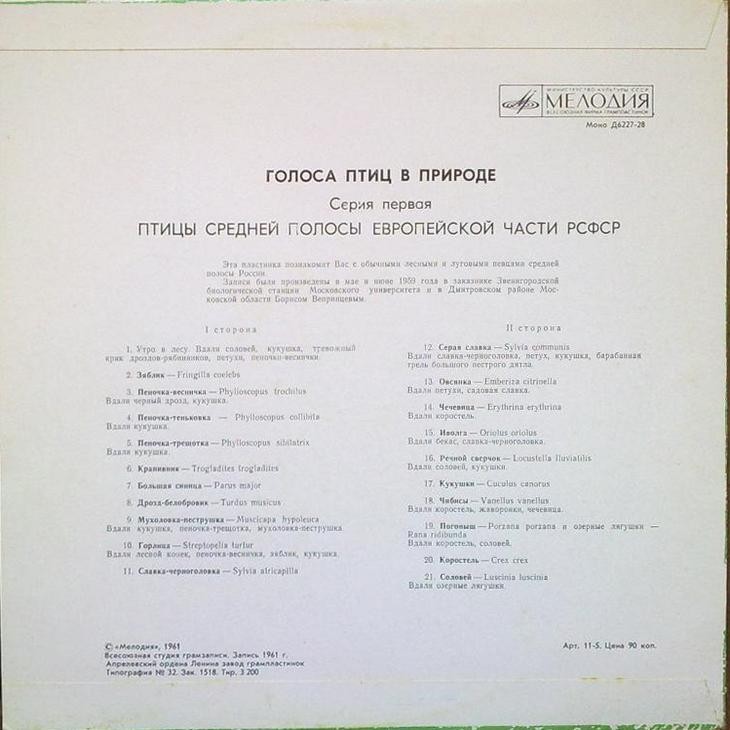 МИНИСТЕРСТВО КУЛЬТУРЫ СССР
МЕЛОДИЯ
ВСЕСОЮЗНАЯ ФИРМА ГРАМПЛАСТИНОК
Моно Д6227-28
ГОЛОСА ПТИЦ В ПРИРОДЕ
Серия первая
ПТИЦЫ СРЕДНЕЙ ПОЛОСЫ ЕВРОПЕЙСКОЙ ЧАСТИ РСФСР
Эта пластинка познакомит Вас с обычными лесными и луговыми певцами средней
полосы России.
Записи были произведены в мае и июне 1959 года в заказнике Звенигородской
биологической станции Московского университета и в Дмитровском районе Мос-
ковской области Борисом Вепринцевым.
I сторона
1. Утро в лесу. Вдали соловей, кукушка, тревожный
крик дроздов-рябинников, петухи, пеночки-веснички.
2. Зяблик — Fringilla coelebs
3. Пеночка-весничка — Phylloscopus trochilus
Вдали черный дрозд, кукушка.
4. Пеночка-теньковка — Phylloscopus collibita
Вдали кукушка.
5. Пеночка-трещотка — Phylloscopus sibilatrix
Вдали кукушка.
6. Крапивник — Trogladites trogladites
7. Большая синица — Parus major
8. Дрозд-белобровик — Turdus musicus
9. Мухоловка-пеструшка — Muscicapa hypoleuca
Вдали кукушка, пеночка-трещотка, мухоловка-пеструшка.
10. Горлица — Streptopelia turtur
Вдали лесной конек, пеночка-весничка, зяблик, кукушка.
11. Славка-черноголовка — Sylvia atricapilla
II сторона
12. Серая славка — Sylvia communis
Вдали славка-черноголовка, петух, кукушка, барабанная
трель большого пестрого дятла.
13. Овсянка — Emberiza citrinella
Вдали петухи, садовая славка.
14. Чечевица — Erythrina erythrina
Вдали коростель.
15. Иволга — Oriolus oriolus
Вдали бекас, славка-черноголовка.
16. Речной сверчок — Locustella fluviatilis
Вдали соловей, кукушки.
17. Кукушки — Cuculus canorus
18. Чибисы — Vanellus vanellus
Вдали коростель, жаворонки, чечевица.
19. Погоныш — Porzana porzana и озерные лягушки —
Rana ridibunda
Вдали коростель, соловей.
20. Коростель — Crex crex
21. Соловей — Luscinia luscinia
Вдали озерные лягушки.
© «Мелодия», 1961
Всесоюзная студия грамзаписи. Запись 1961 г.
Апрелевский ордена Ленина завод грампластинок
Типография № 32. Зак. 1518. Тир. 3 200
Арт. 11-5. Цена 90 коп.